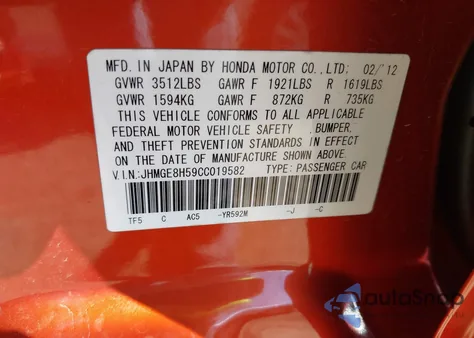 MFD. IN JAPAN BY HONDA MOTOR CO., LTD; 02/'12
GVWR 3512LBS GAWR F 1921LBS R 1619LBS
GVWR 1594KG GAWR F 872KG R 735KG
THIS VEHICLE CONFORMS TO ALL APPLICABLE
FEDERAL MOTOR VEHICLE SAFETY ,BUMPER,
AND THEFT PREVENTION STANDARDS IN EFFECT
ON THE DATE OF MANUFACTURE SHOWN ABOVE.
V.I.N.:JHMGE8H59CC019582 TYPE: PASSENGER CAR
TF5 C AC5 -YR592M -J -C
autoSnap